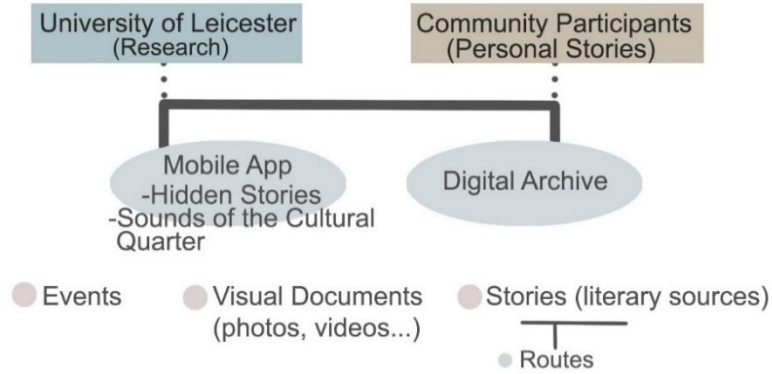 University of Leicester
(Research)
Community Participants
(Personal Stories)
Mobile App
-Hidden Stories
-Sounds of the Cultural
Quarter
Digital Archive
Events
Visual Documents
(photos, videos...)
Stories (literary sources)
Routes